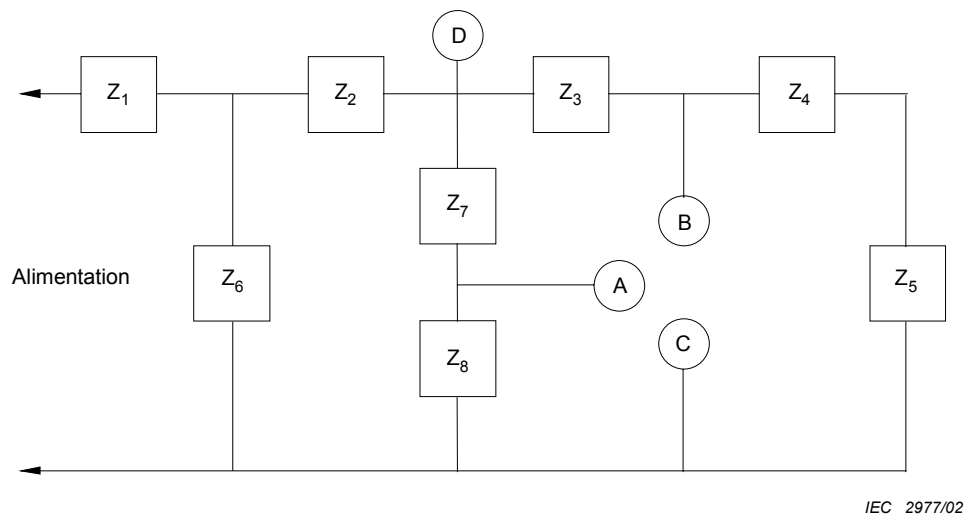 D
Z1
Z2
Z3
Z4
Z7
B
Alimentation
Z6
A
Z5
C
Z8
IEC 2977/02